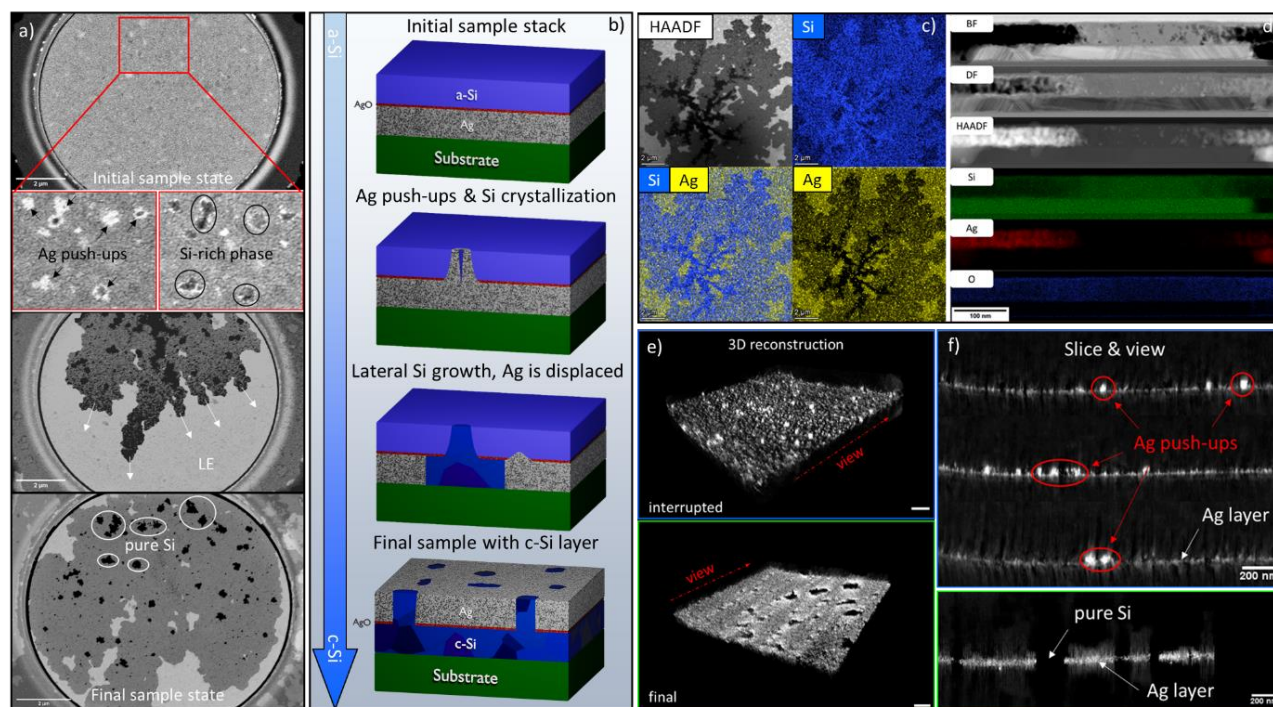 a)
2 µm
Initial sample state
Ag push-ups
Si-rich phase
2 µm
LE
pure Si
2 µm
Final sample state
a-Si
c-Si
b)
Initial sample stack
a-Si
AgO
Ag
Substrate
Ag push-ups & Si crystallization
Lateral Si growth, Ag is displaced
Final sample with c-Si layer
Ag
AgO
c-Si
Substrate
c)
HAADF
Si
2 µm
2 µm
Si
Ag
Ag
2 µm
2 µm
d)
BF
DF
HAADF
Si
Ag
O
100 nm
e)
3D reconstruction
view
interrupted
view
final
f)
Slice & view
Ag push-ups
Ag layer
200 nm
pure Si
Ag layer
200 nm